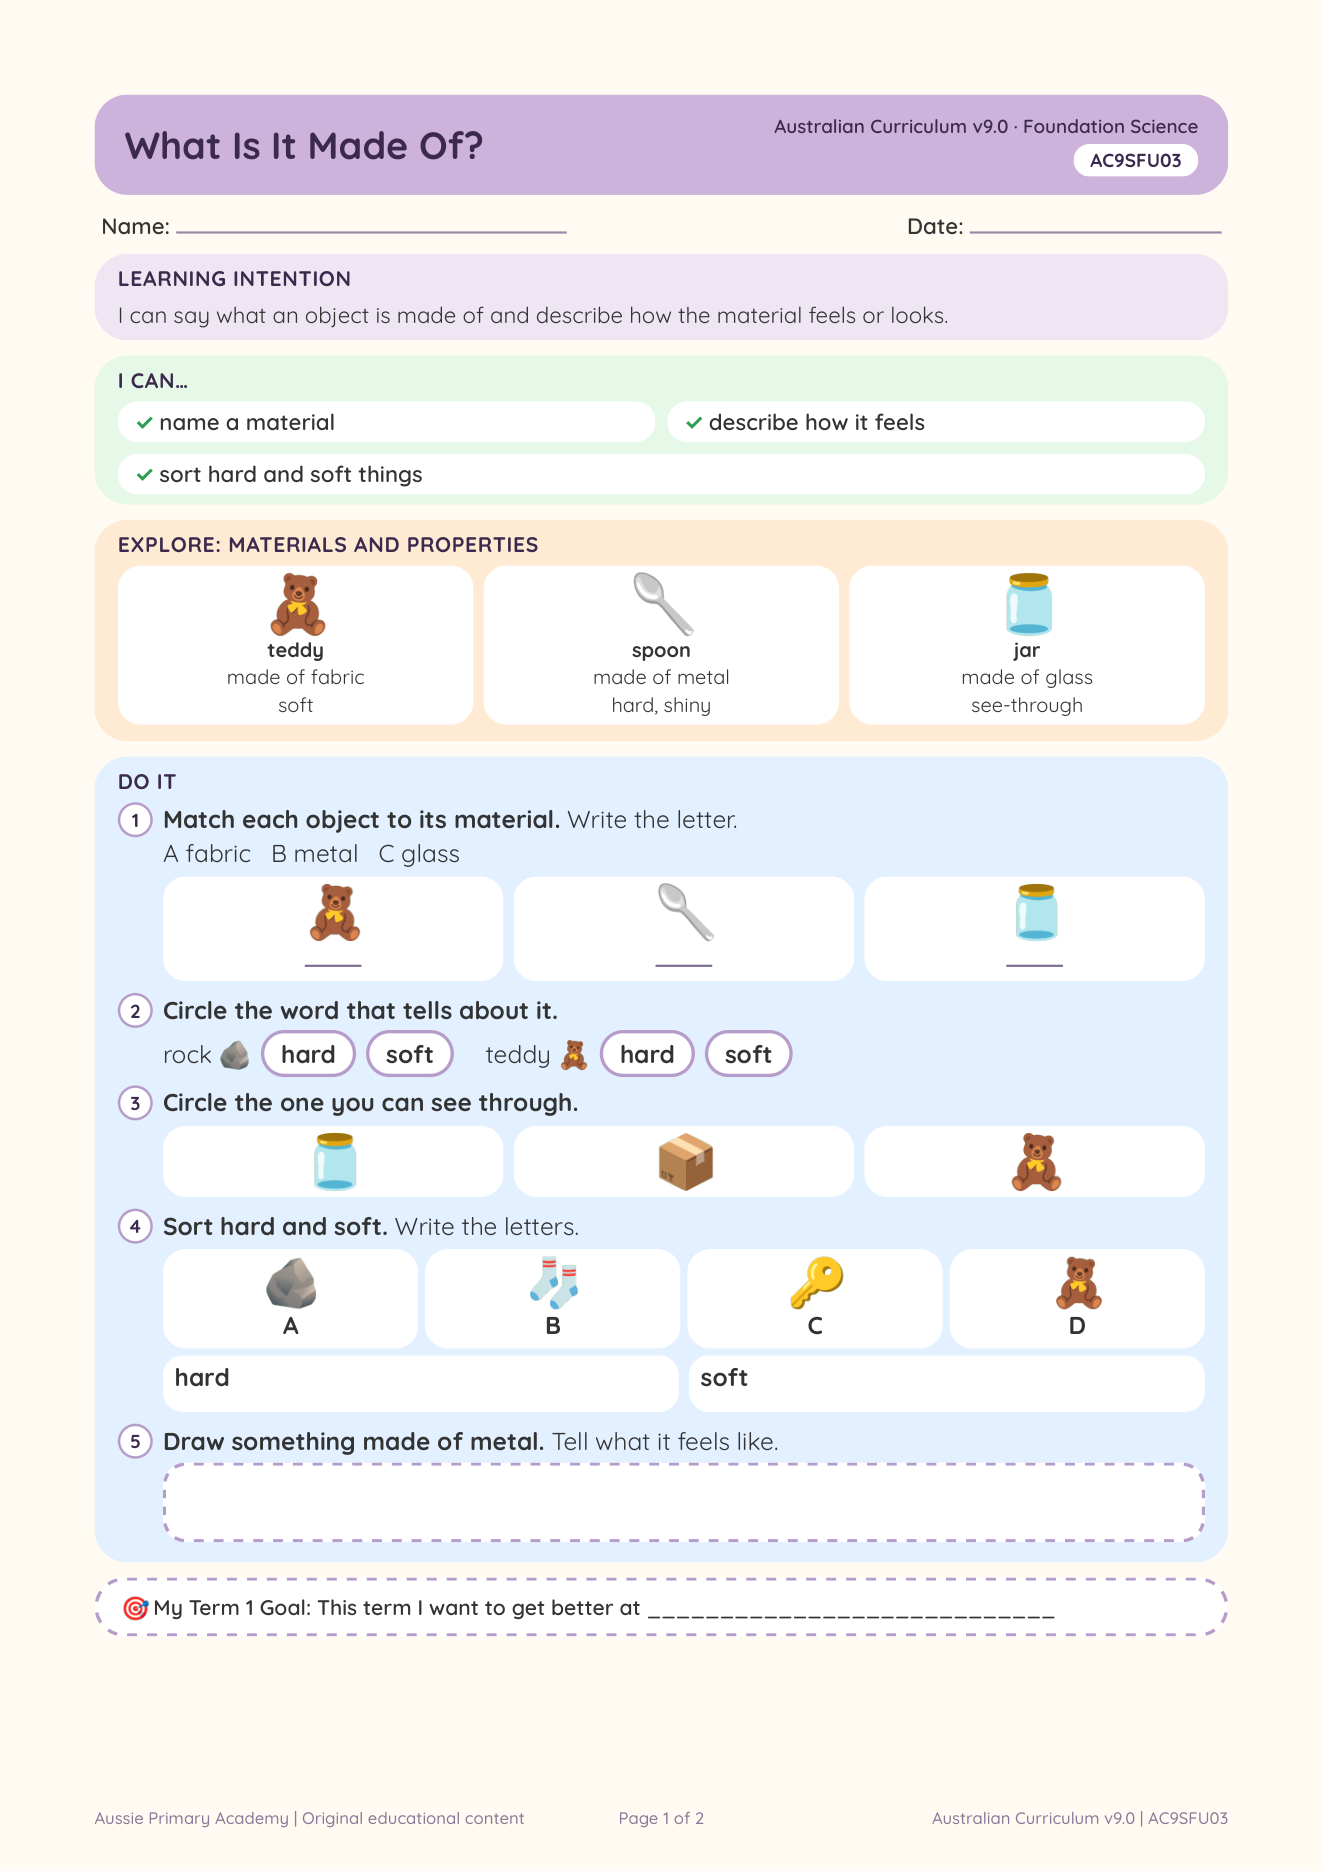 What Is It Made Of?
Australian Curriculum v9.0 · Foundation Science
AC9SFU03
Name: Date:
LEARNING INTENTION
I can say what an object is made of and describe how the material feels or looks.
I CAN…
✓ name a material ✓ describe how it feels
✓ sort hard and soft things
EXPLORE: MATERIALS AND PROPERTIES
teddy spoon jar
made of fabric made of metal made of glass
soft hard, shiny see-through
DO IT
1 Match each object to its material. Write the letter.
A fabric B metal C glass
2 Circle the word that tells about it.
rock hard soft teddy hard soft
3 Circle the one you can see through.
4 Sort hard and soft. Write the letters.
A B C D
hard soft
5 Draw something made of metal. Tell what it feels like.
My Term 1 Goal: This term I want to get better at ____________________________
Aussie Primary Academy | Original educational content Page 1 of 2 Australian Curriculum v9.0 | AC9SFU03